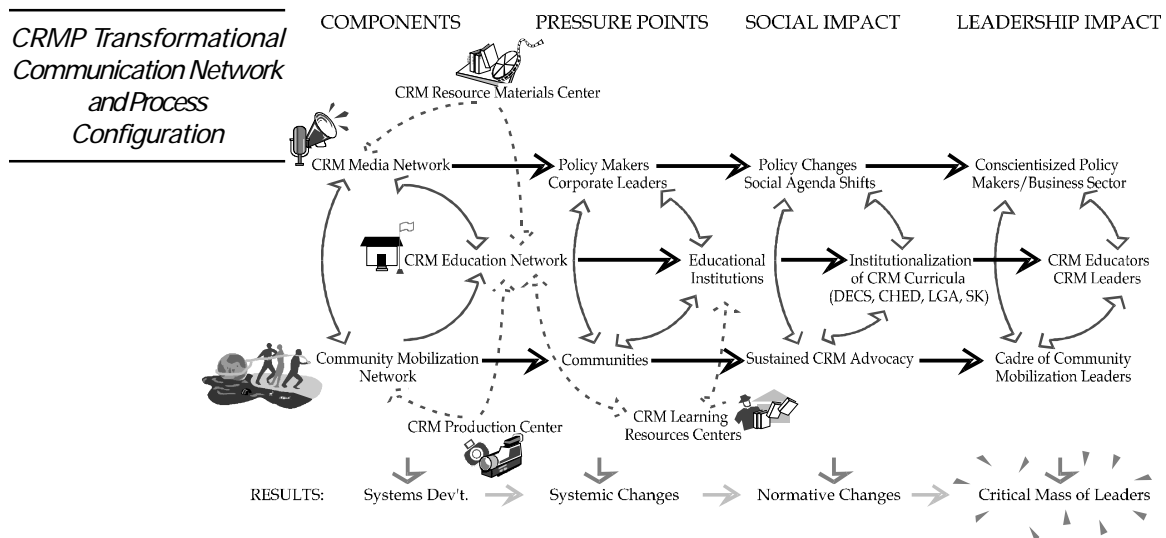 CRMP Transformational
Communication Network
and Process
Configuration
COMPONENTS
PRESSURE POINTS
SOCIAL IMPACT
LEADERSHIP IMPACT
CRM Resource Materials Center
CRM Media Network
Policy Makers
Corporate Leaders
Policy Changes
Social Agenda Shifts
Conscientisized Policy
Makers/Business Sector
CRM Education Network
Educational
Institutions
Institutionalization
of CRM Curricula
(DECS, CHED, LGA, SK)
CRM Educators
CRM Leaders
Community Mobilization
Network
Communities
Sustained CRM Advocacy
Cadre of Community
Mobilization Leaders
CRM Production Center
CRM Learning
Resources Centers
RESULTS:
Systems Dev't.
Systemic Changes
Normative Changes
Critical Mass of Leaders